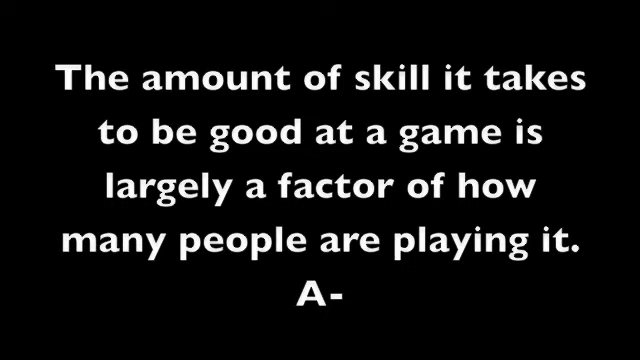 The amount of skill it takes
to be good at a game is
largely a factor of how
many people are playing it.
A-